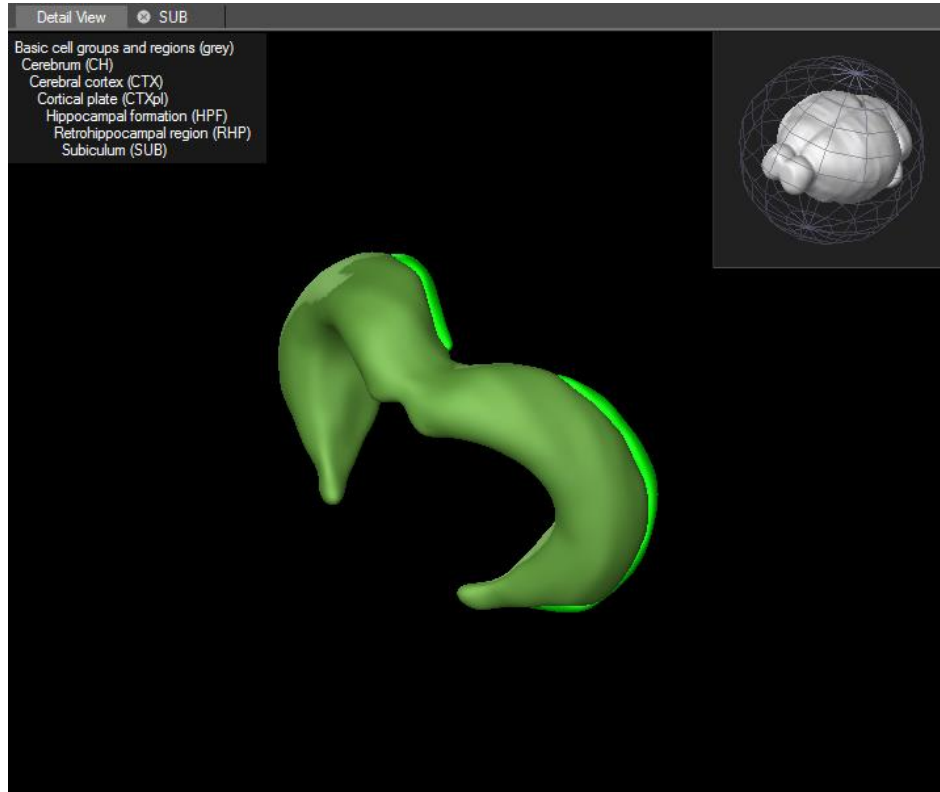 Detail View SUB
Basic cell groups and regions (grey)
Cerebrum (CH)
Cerebral cortex (CTX)
Cortical plate (CTXpl)
Hippocampal formation (HPF)
Retrohippocampal region (RHP)
Subiculum (SUB)